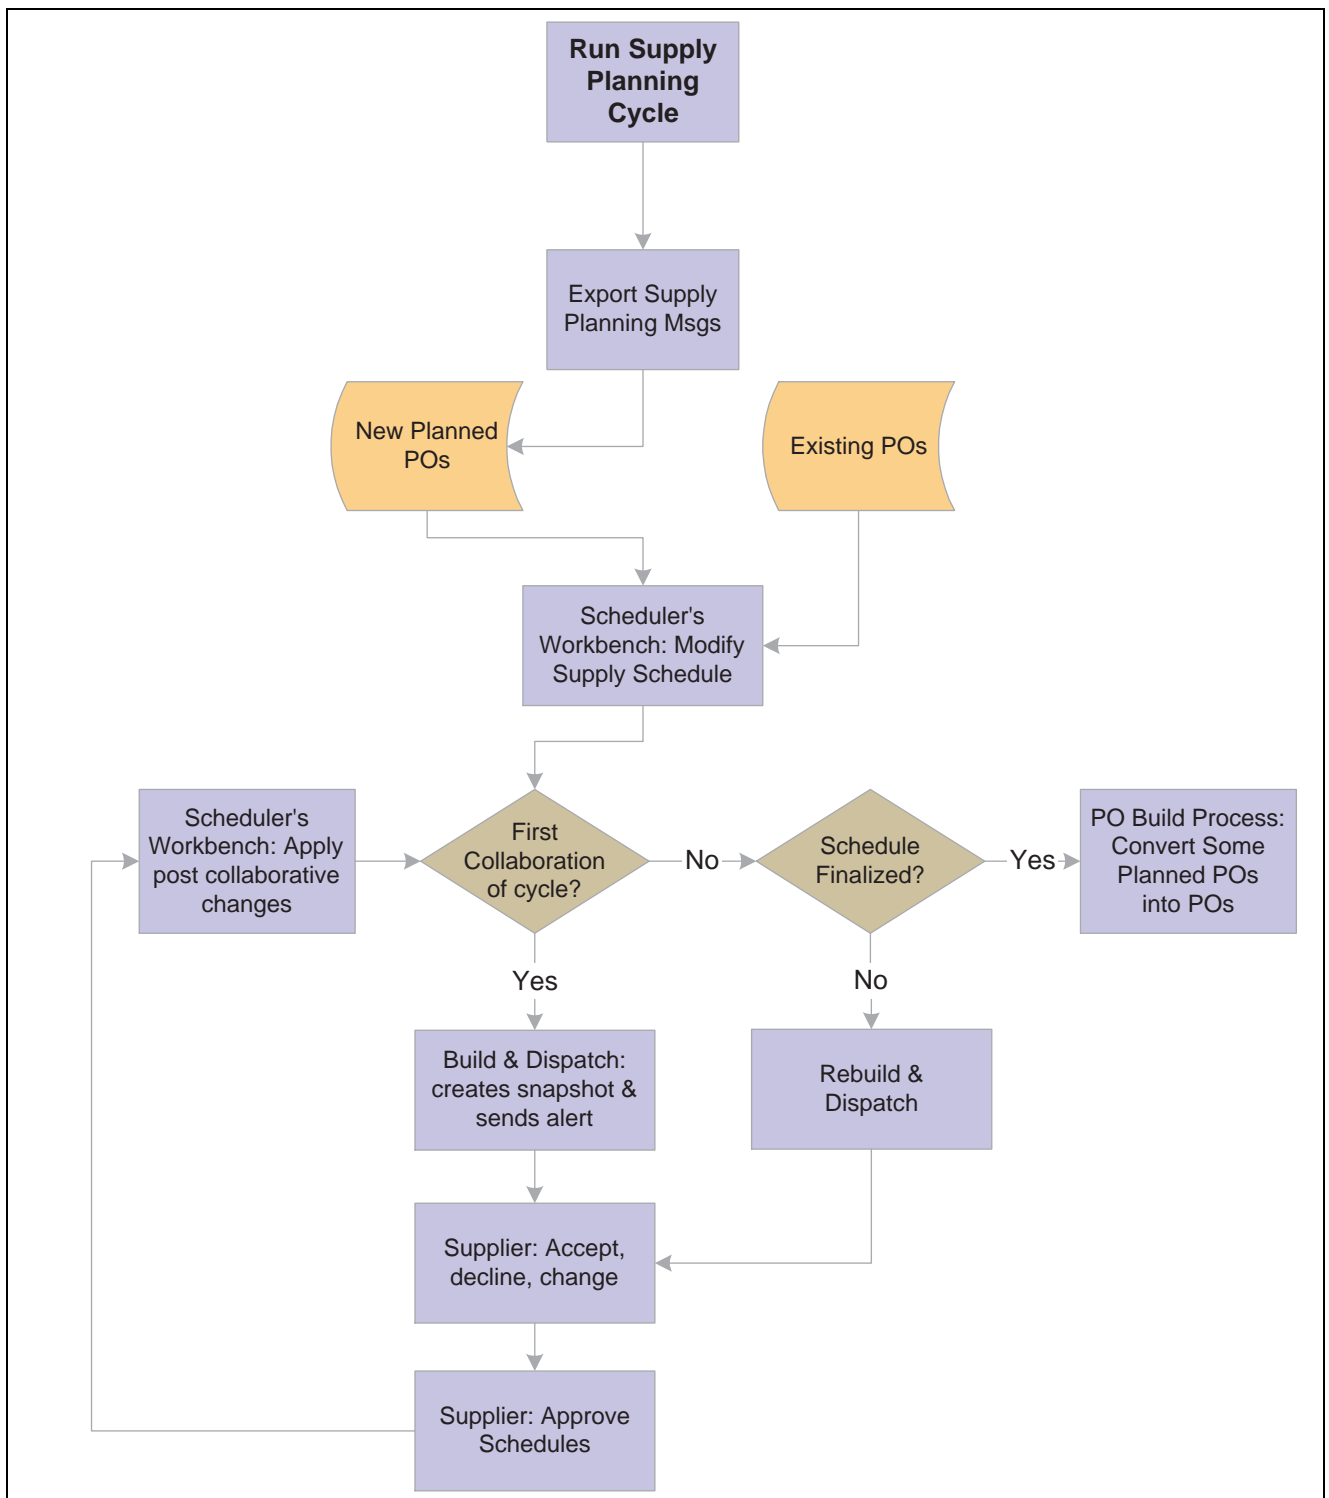 Run Supply
Planning
Cycle
Export Supply
Planning Msgs
New Planned
POs
Existing POs
Scheduler's
Workbench: Modify
Supply Schedule
Scheduler's
Workbench: Apply
post collaborative
changes
First
Collaboration
of cycle?
No
Schedule
Finalized?
Yes
PO Build Process:
Convert Some
Planned POs
into POs
Yes
No
Build & Dispatch:
creates snapshot &
sends alert
Rebuild &
Dispatch
Supplier: Accept,
decline, change
Supplier: Approve
Schedules